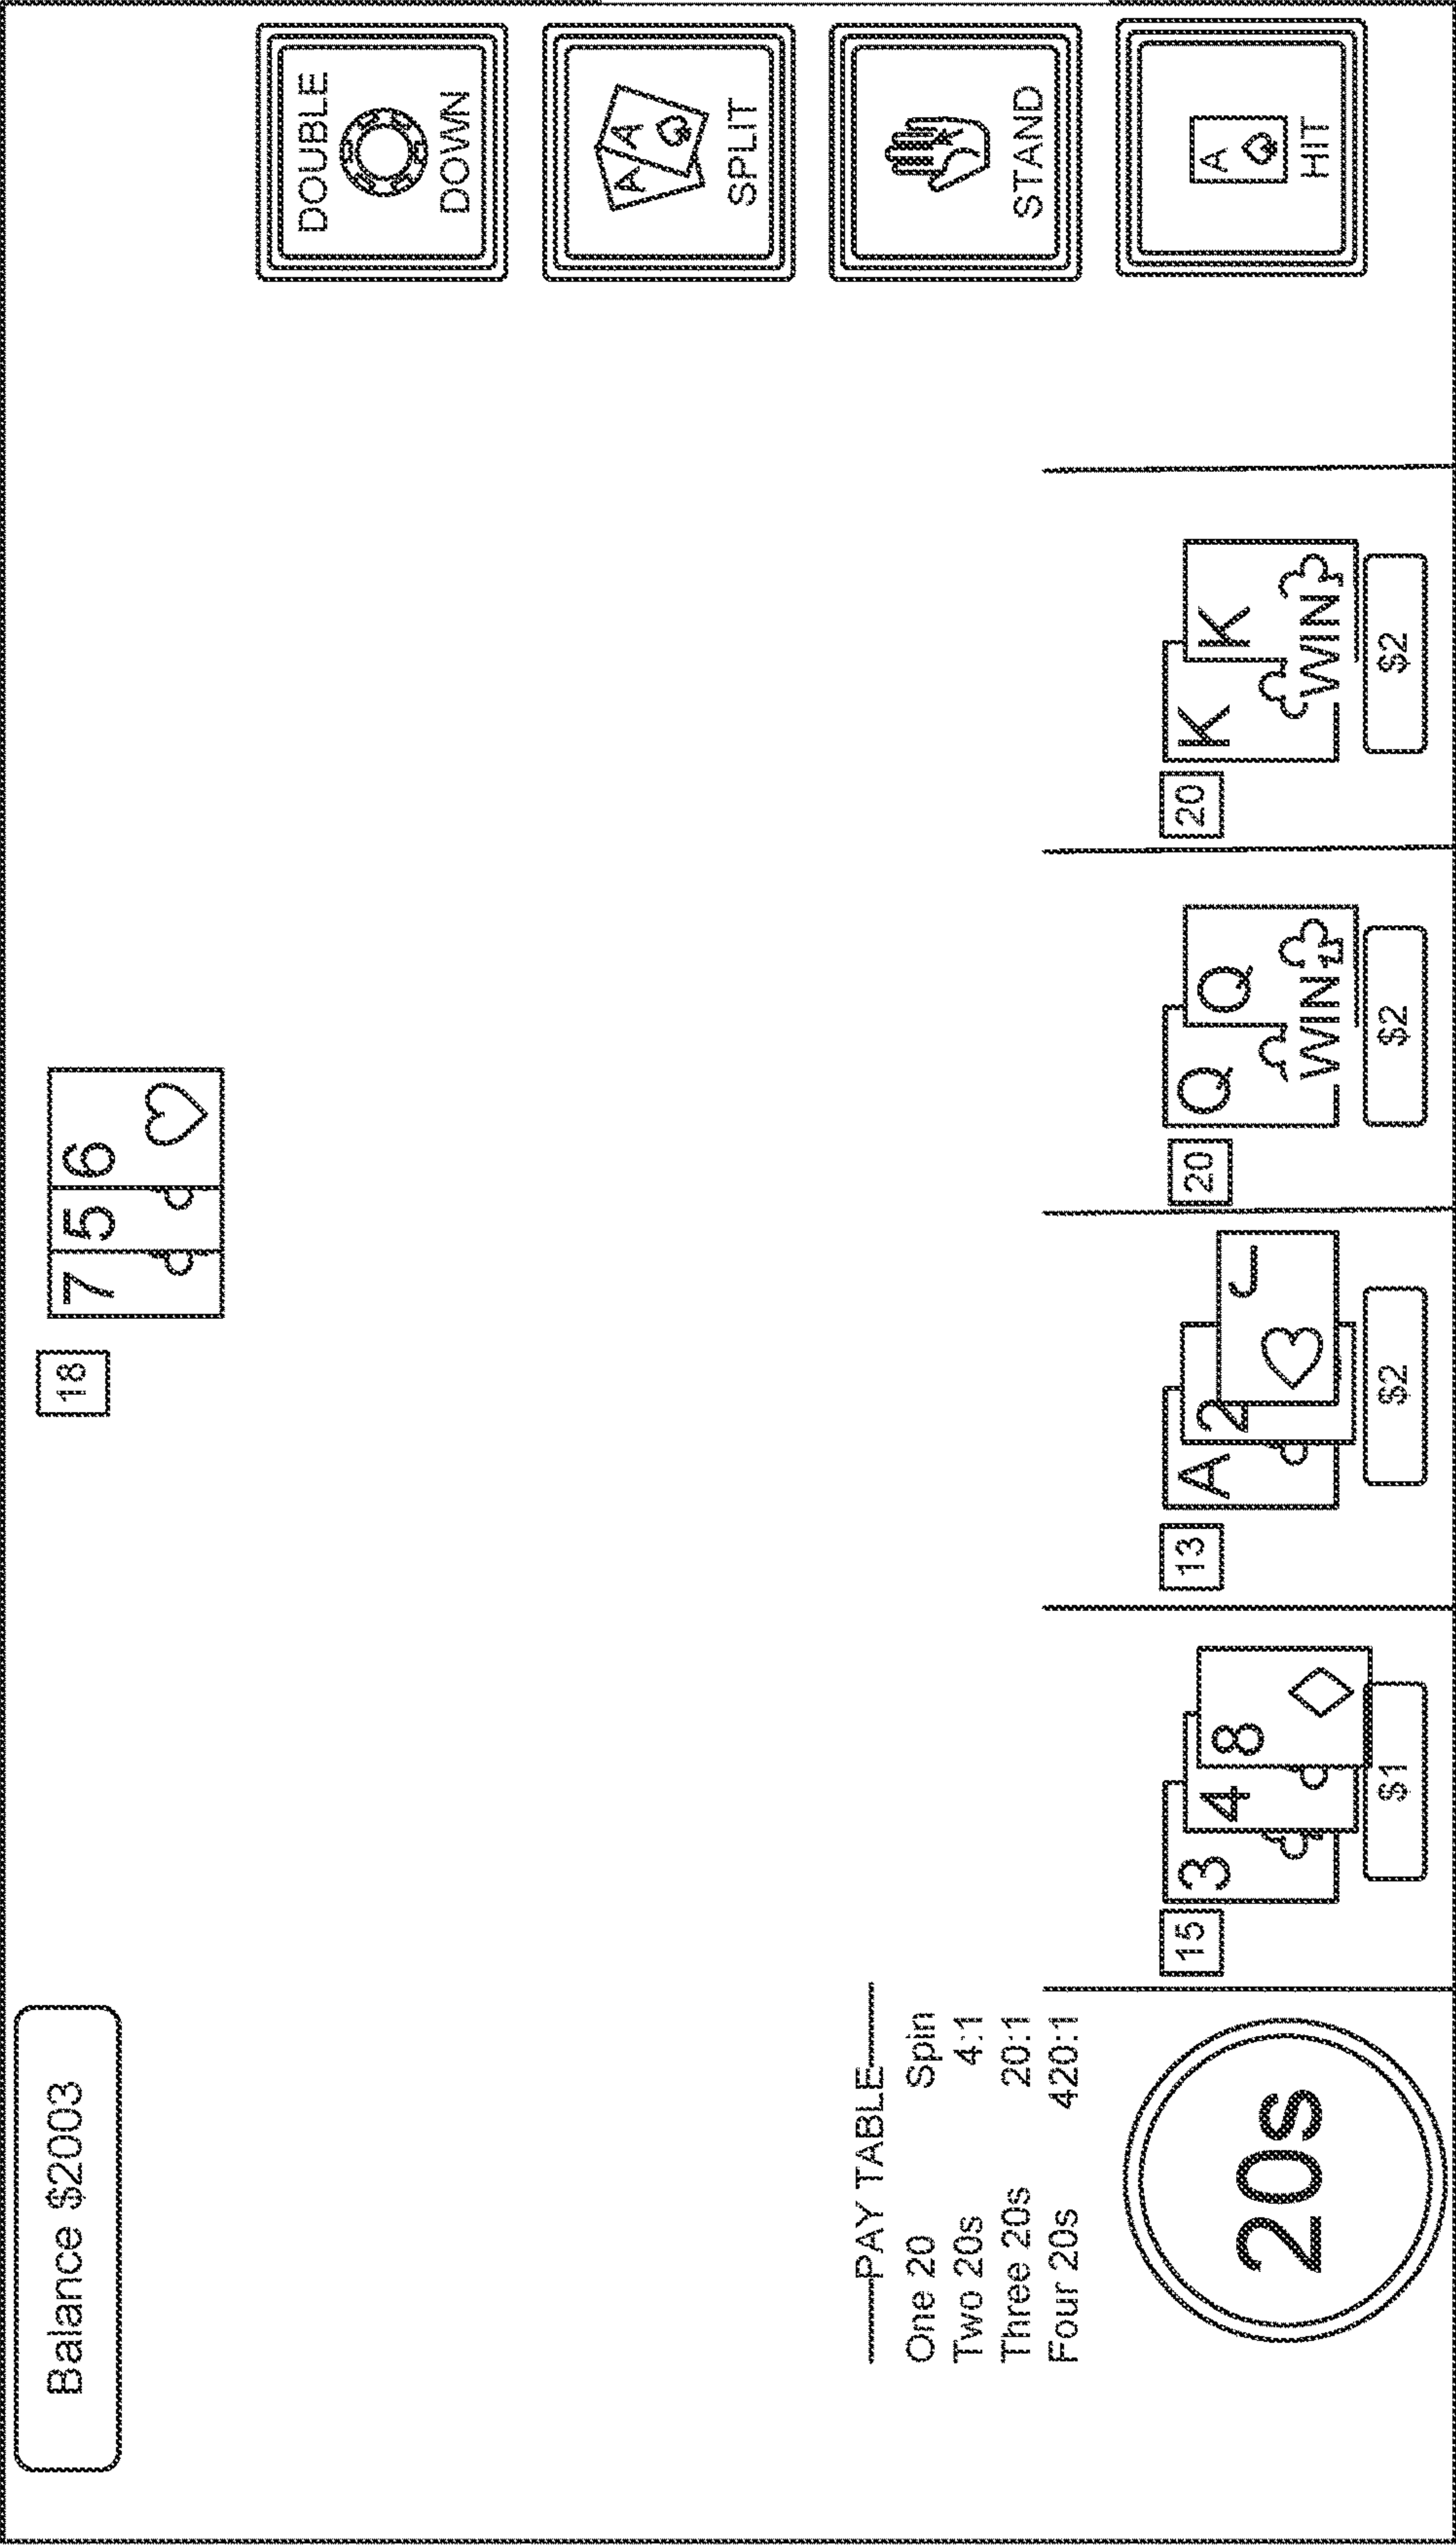 Balance $2003
18
7 5 6
DOUBLE
DOWN
A A
SPLIT
STAND
A
HIT
PAY TABLE
One 20 Spin
Two 20s 4:1
Three 20s 20:1
Four 20s 420:1
20s
15
3 4 8
$1
13
A 2 J
$2
20
Q Q
WIN
$2
20
K K
WIN
$2